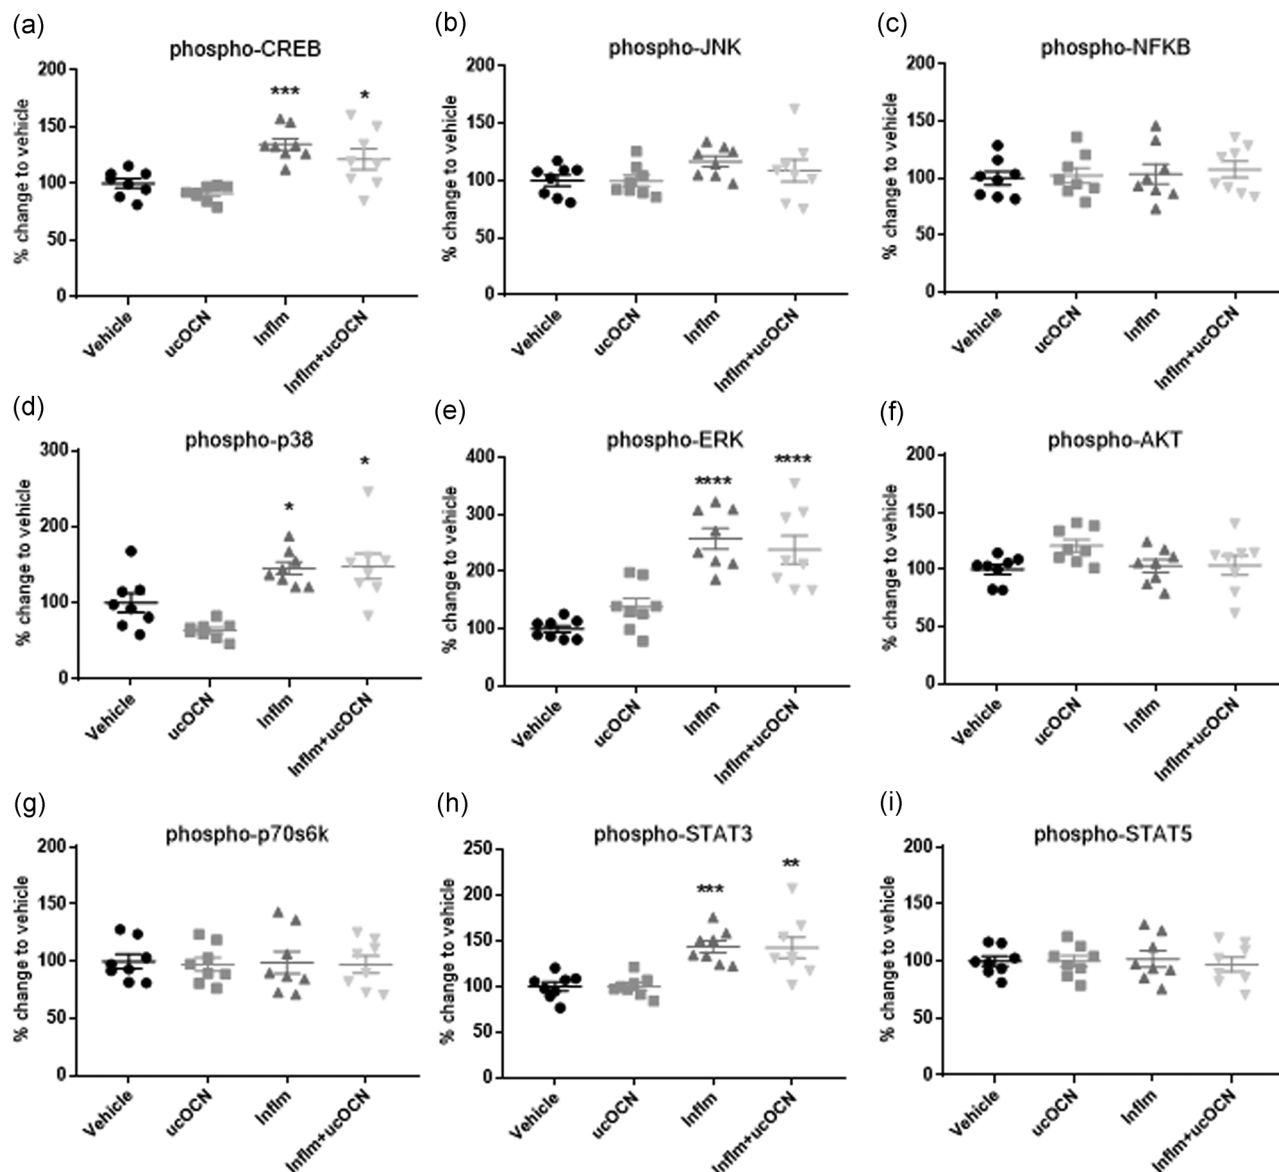 (a)
phospho-CREB
% change to vehicle
200
150
100
50
0
***
*
Vehicle
ucOCN
Inflm
Inflm+ucOCN
(b)
phospho-JNK
% change to vehicle
200
150
100
50
0
Vehicle
ucOCN
Inflm
Inflm+ucOCN
(c)
phospho-NFKB
% change to vehicle
200
150
100
50
0
Vehicle
ucOCN
Inflm
Inflm+ucOCN
(d)
phospho-p38
% change to vehicle
300
200
100
0
*
*
Vehicle
ucOCN
Inflm
Inflm+ucOCN
(e)
phospho-ERK
% change to vehicle
400
300
200
100
0
****
****
Vehicle
ucOCN
Inflm
Inflm+ucOCN
(f)
phospho-AKT
% change to vehicle
200
150
100
50
0
Vehicle
ucOCN
Inflm
Inflm+ucOCN
(g)
phospho-p70s6k
% change to vehicle
200
150
100
50
0
Vehicle
ucOCN
Inflm
Inflm+ucOCN
(h)
phospho-STAT3
% change to vehicle
250
200
150
100
50
0
***
**
Vehicle
ucOCN
Inflm
Inflm+ucOCN
(i)
phospho-STAT5
% change to vehicle
200
150
100
50
0
Vehicle
ucOCN
Inflm
Inflm+ucOCN